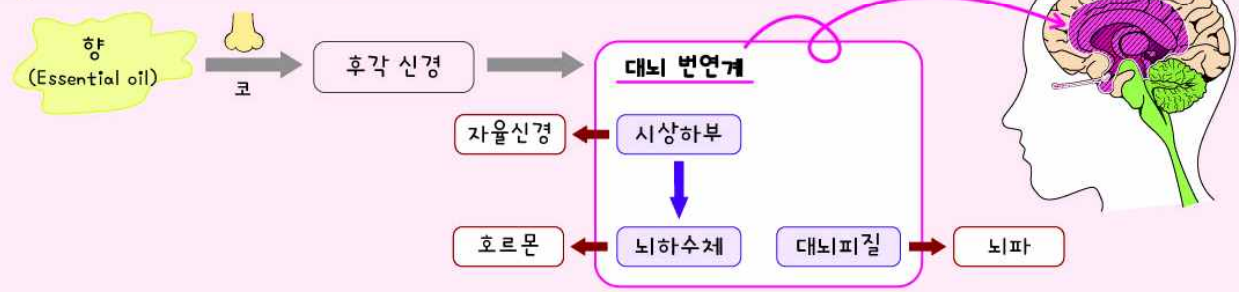 향
(Essential oil)
코
후각 신경
대뇌 번연계
자율신경
시상하부
호르몬
뇌하수체
대뇌피질
뇌파